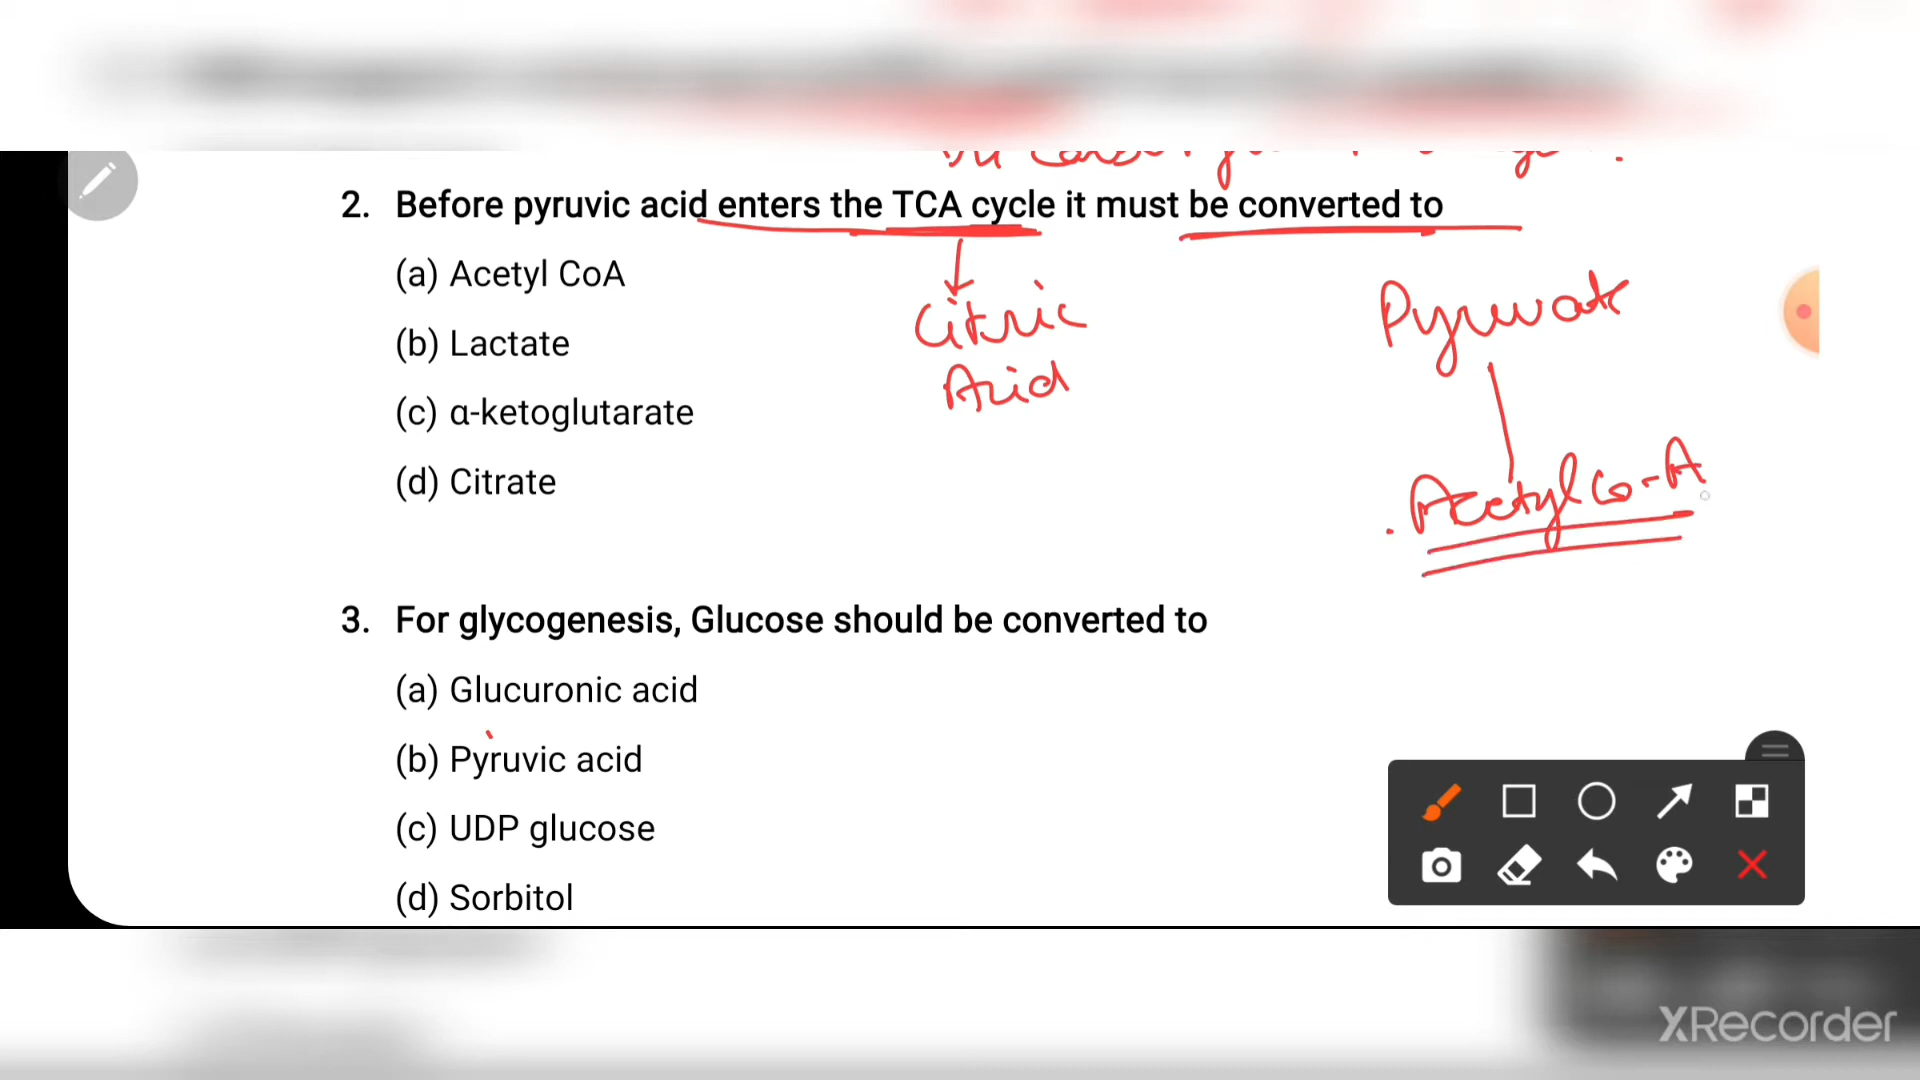 2. Before pyruvic acid enters the TCA cycle it must be converted to
(a) Acetyl CoA
(b) Lactate
(c) α-ketoglutarate
(d) Citrate
Citric
Acid
Pyruvate
Acetyl Co-A
3. For glycogenesis, Glucose should be converted to
(a) Glucuronic acid
(b) Pyruvic acid
(c) UDP glucose
(d) Sorbitol
XRecorder